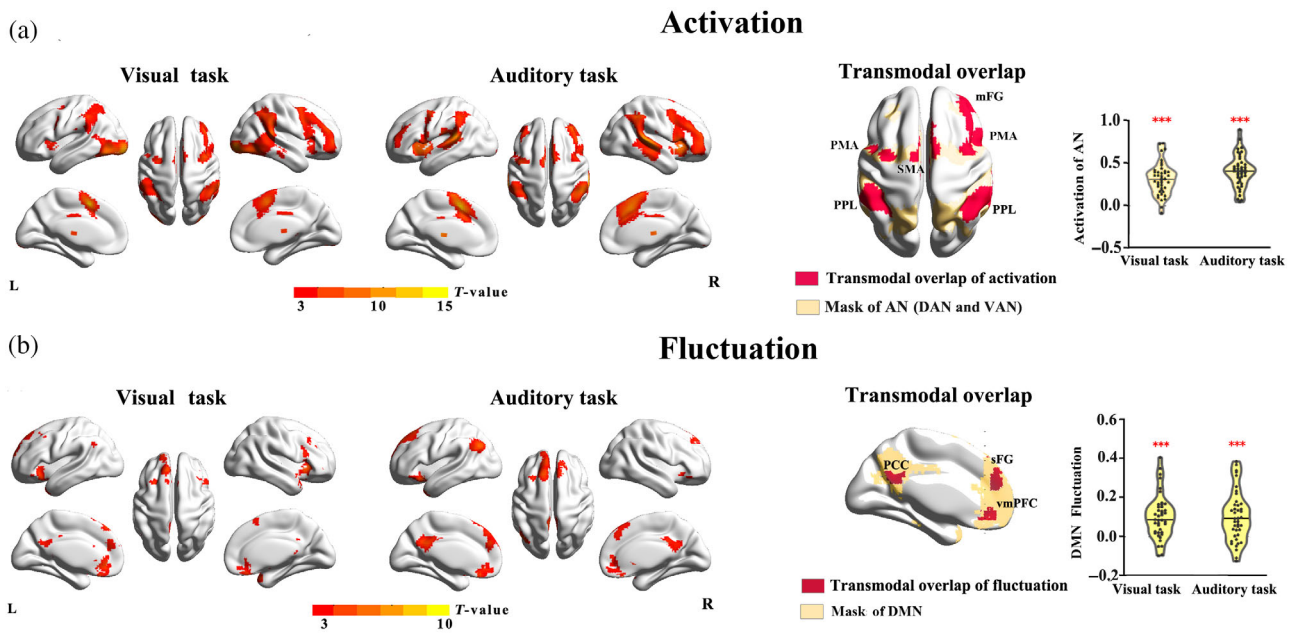 (a)
Activation
Visual task
Auditory task
Transmodal overlap
mFG
PMA
PMA
SMA
PPL
PPL
Transmodal overlap of activation
Mask of AN (DAN and VAN)
L
R
T-value
3 10 15
*** ***
1.0
0.5
0.0
−0.5
Activation of AN
Visual task Auditory task
(b)
Fluctuation
Visual task
Auditory task
Transmodal overlap
PCC
sFG
vmPFC
Transmodal overlap of fluctuation
Mask of DMN
L
R
T-value
3 10
*** ***
0.6
0.4
0.2
0.0
−0.2
DMN Fluctuation
Visual task Auditory task